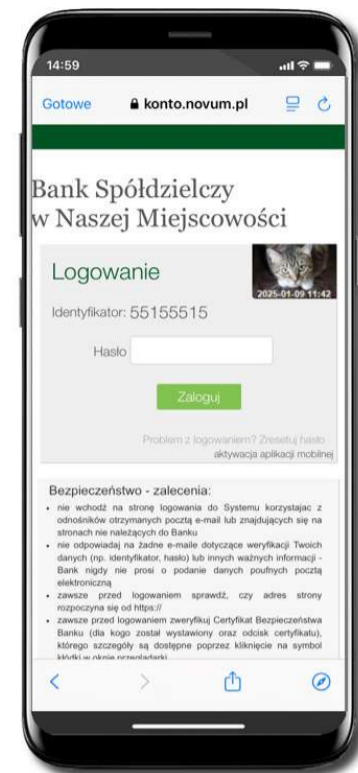 14:59
Gotowe konto.novum.pl
Bank Spółdzielczy
w Naszej Miejscowości
Logowanie
2025-01-09 11:42
Identyfikator: 55155515
Hasło
Zaloguj
Problem z logowaniem? Zresetuj hasło
aktywacja aplikacji mobilnej
Bezpieczeństwo - zalecenia:
• nie wchodź na stronę logowania do Systemu korzystając z
odnośników otrzymanych pocztą e-mail lub znajdujących się na
stronach nie należących do Banku
• nie odpowiadaj na żadne e-maile dotyczące weryfikacji Twoich
danych (np. identyfikator, hasło) lub innych ważnych informacji -
Bank nigdy nie prosi o podanie danych poufnych pocztą
elektroniczną
• zawsze przed logowaniem sprawdź, czy adres strony
rozpoczyna się od https://
• zawsze przed logowaniem zweryfikuj Certyfikat Bezpieczeństwa
Banku (dla kogo został wystawiony oraz odcisk certyfikatu),
którego szczegóły są dostępne poprzez kliknięcie na symbol
kłódki w oknie przeglądarki